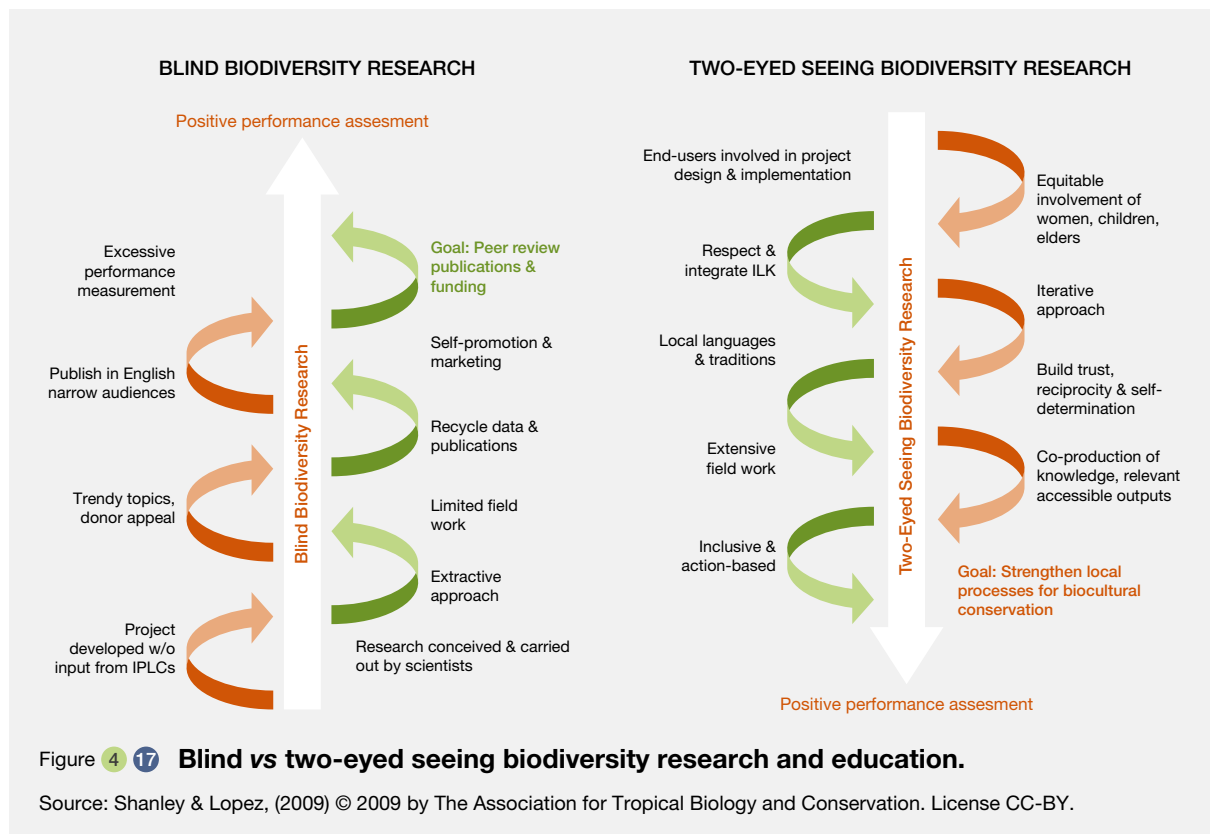 BLIND BIODIVERSITY RESEARCH
Positive performance assesment
Excessive
performance
measurement
Publish in English
narrow audiences
Trendy topics,
donor appeal
Project
developed w/o
input from IPLCs
Blind Biodiversity Research
Goal: Peer review
publications &
funding
Self-promotion &
marketing
Recycle data &
publications
Limited field
work
Extractive
approach
Research conceived & carried
out by scientists
TWO-EYED SEEING BIODIVERSITY RESEARCH
End-users involved in project
design & implementation
Respect &
integrate ILK
Local languages
& traditions
Extensive
field work
Inclusive &
action-based
Two-Eyed Seeing Biodiversity Research
Equitable
involvement of
women, children,
elders
Iterative
approach
Build trust,
reciprocity & self-
determination
Co-production of
knowledge, relevant
accessible outputs
Goal: Strengthen local
processes for biocultural
conservation
Positive performance assesment
Figure 4 17 Blind vs two-eyed seeing biodiversity research and education.
Source: Shanley & Lopez, (2009) © 2009 by The Association for Tropical Biology and Conservation. License CC-BY.